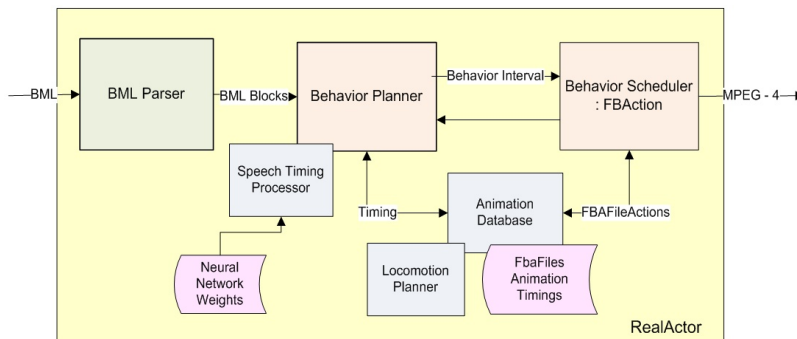 BML
BML Parser
BML Blocks
Behavior Planner
Behavior Interval
Behavior Scheduler
: FBAction
MPEG - 4
Speech Timing
Processor
Timing
Animation
Database
FBAFileActions
Neural
Network
Weights
Locomotion
Planner
FbaFiles
Animation
Timings
RealActor